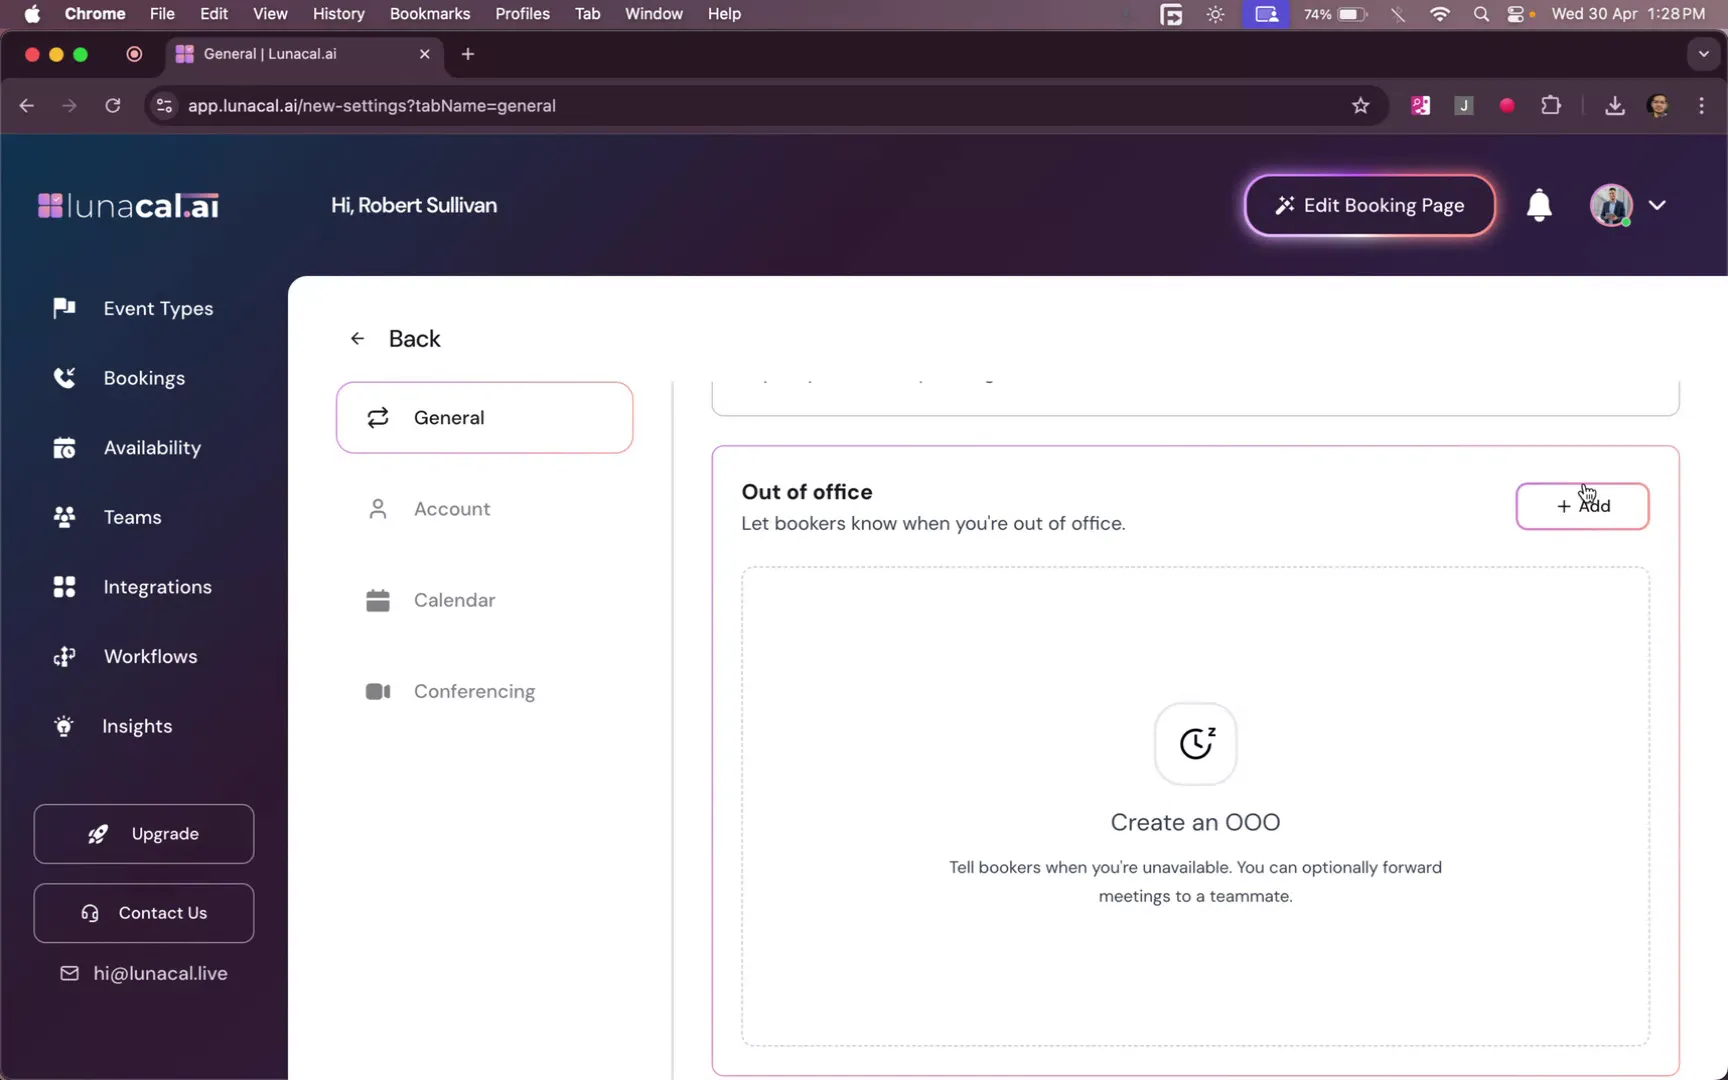 Chrome File Edit View History Bookmarks Profiles Tab Window Help 74% Wed 30 Apr 1:28 PM
General | Lunacal.ai
app.lunacal.ai/new-settings?tabName=general
J
lunacal.ai
Hi, Robert Sullivan
Edit Booking Page
Event Types
Bookings
Availability
Teams
Integrations
Workflows
Insights
Upgrade
Contact Us
hi@lunacal.live
Back
General
Account
Calendar
Conferencing
Out of office
Let bookers know when you're out of office.
+ Add
Create an OOO
Tell bookers when you're unavailable. You can optionally forward
meetings to a teammate.